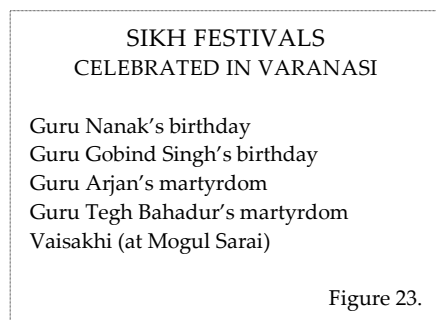 SIKH FESTIVALS
CELEBRATED IN VARANASI
Guru Nanak’s birthday
Guru Gobind Singh’s birthday
Guru Arjan’s martyrdom
Guru Tegh Bahadur’s martyrdom
Vaisakhi (at Mogul Sarai)
Figure 23.